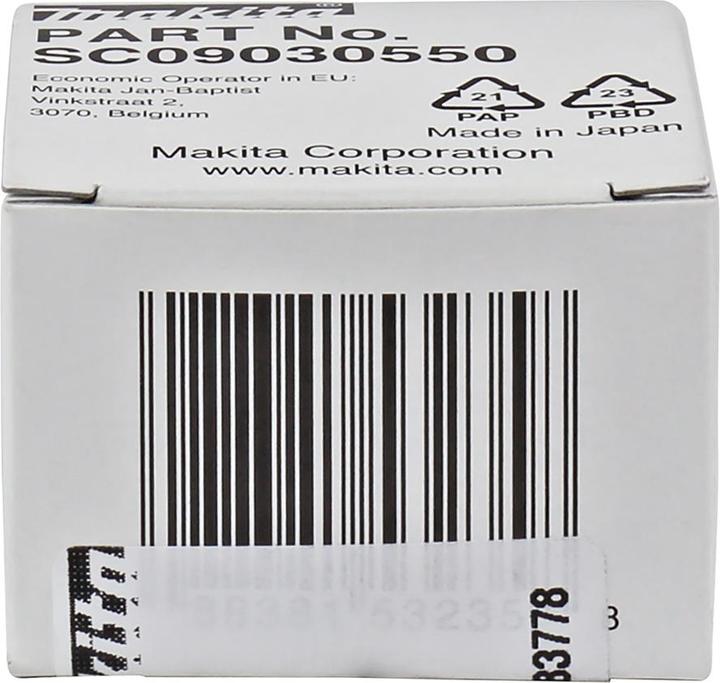 makita
PART No.
SC09030550
Economic Operator in EU:
Makita Jan-Baptist
Vinkstraat 2,
3070, Belgium
21
PAP
23
PBD
Made in Japan
Makita Corporation
www.makita.com
8
83778